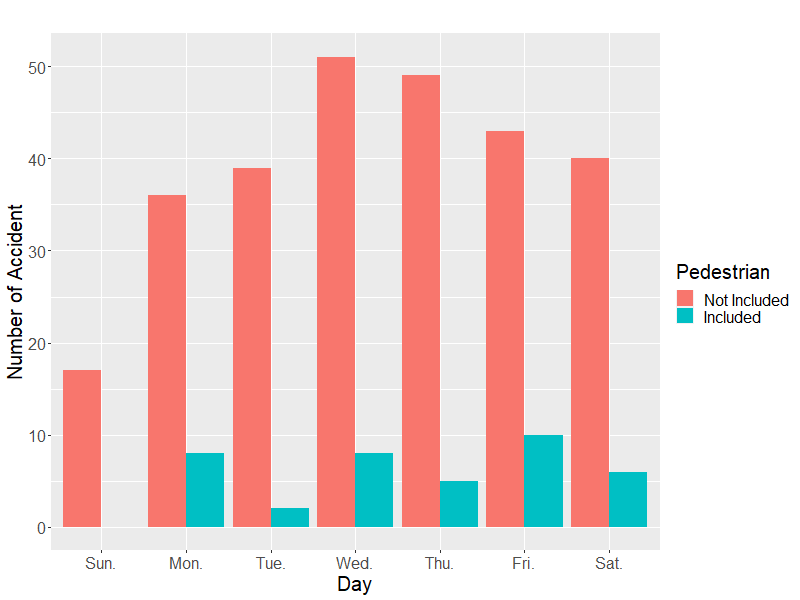 50
40
30
20
10
0
Number of Accident
Sun. Mon. Tue. Wed. Thu. Fri. Sat.
Day
Pedestrian
Not Included
Included